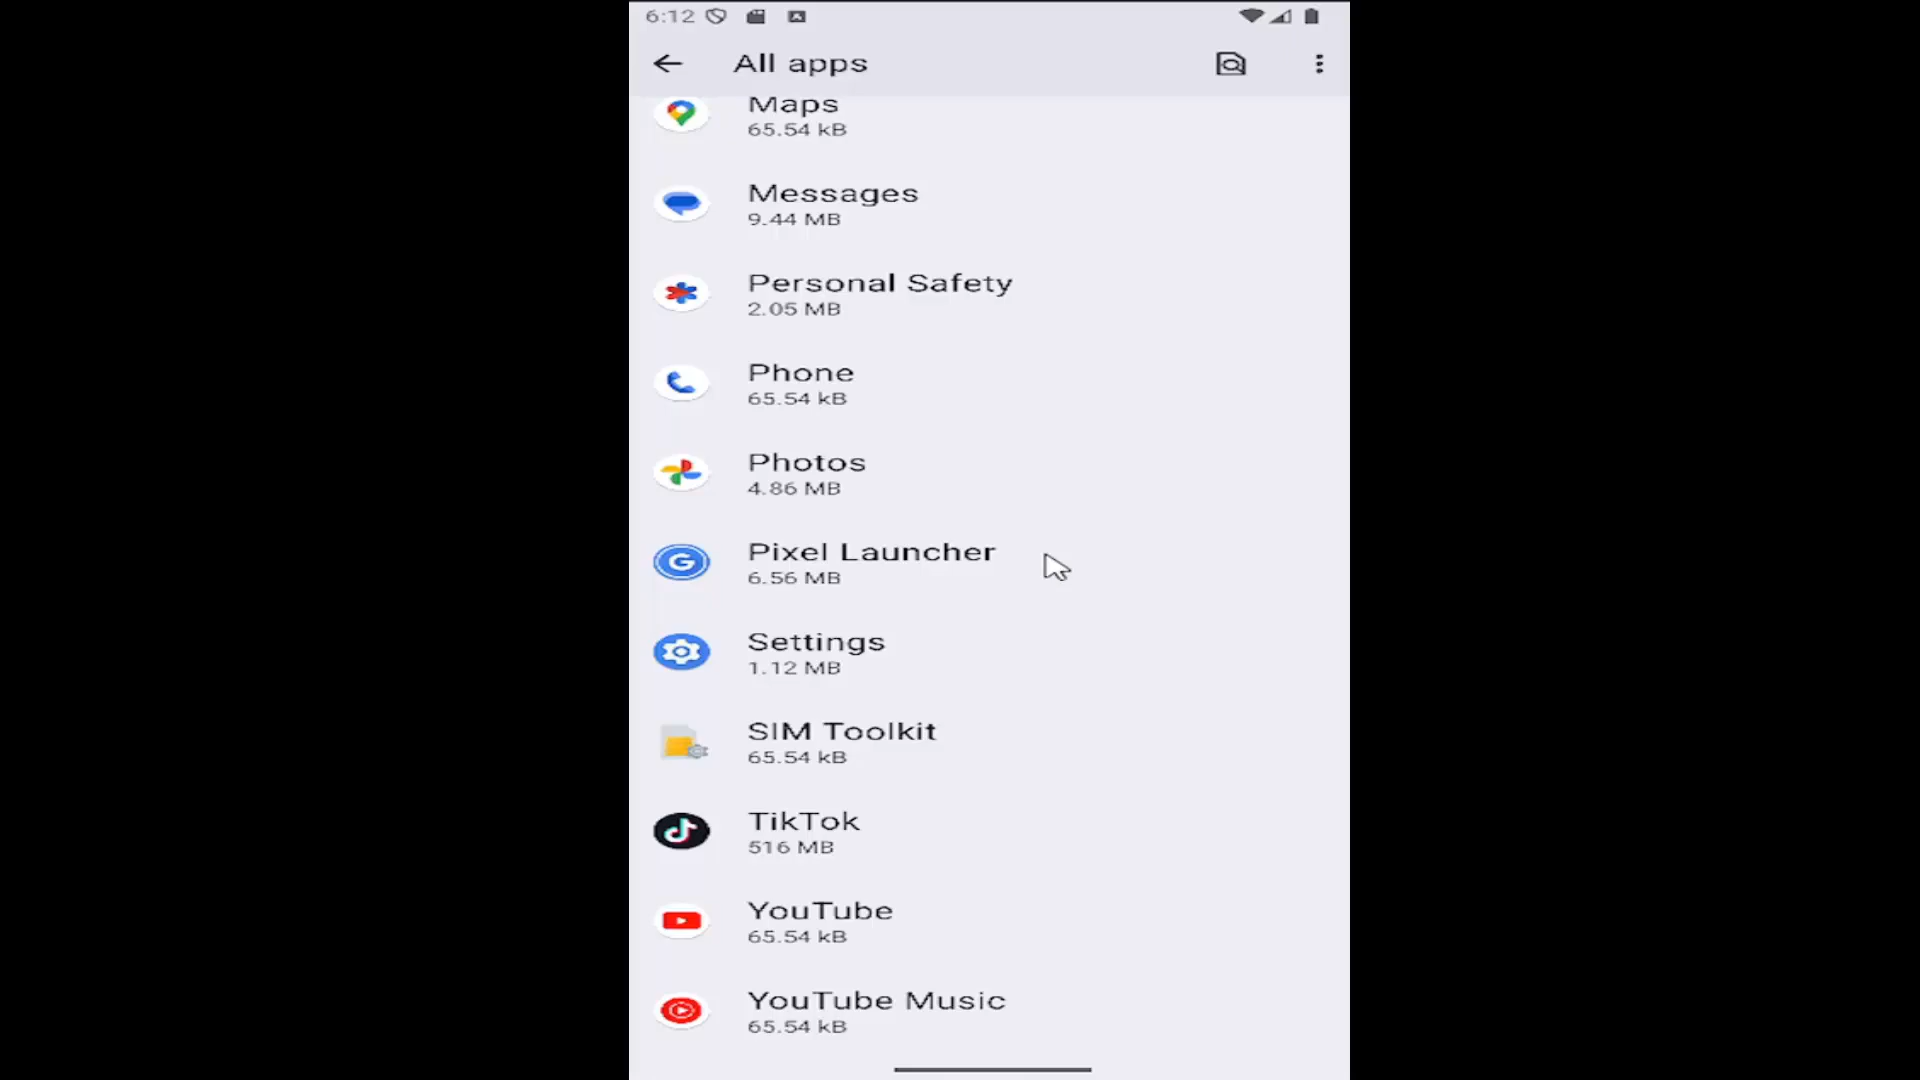 6:12
All apps
Maps
65.54 kB
Messages
9.44 MB
Personal Safety
2.05 MB
Phone
65.54 kB
Photos
4.86 MB
Pixel Launcher
6.56 MB
Settings
1.12 MB
SIM Toolkit
65.54 kB
TikTok
516 MB
YouTube
65.54 kB
YouTube Music
65.54 kB